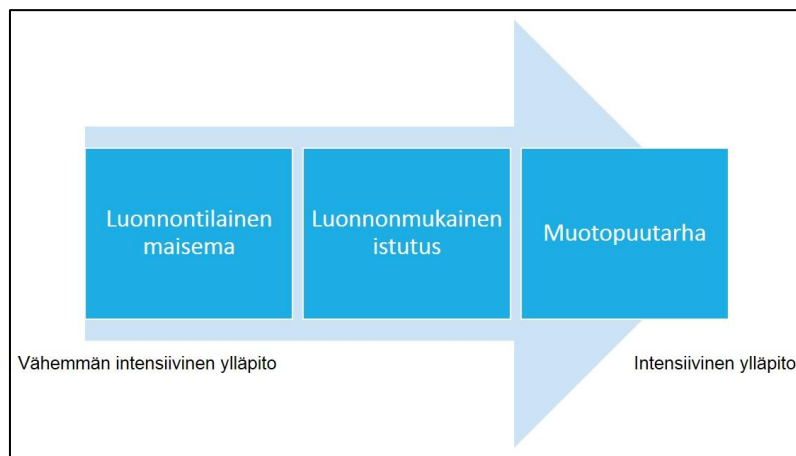 Luonnontilainen
maisema
Luonnonmukainen
istutus
Muotopuutarha
Vähemmän intensiivinen ylläpito
Intensiivinen ylläpito